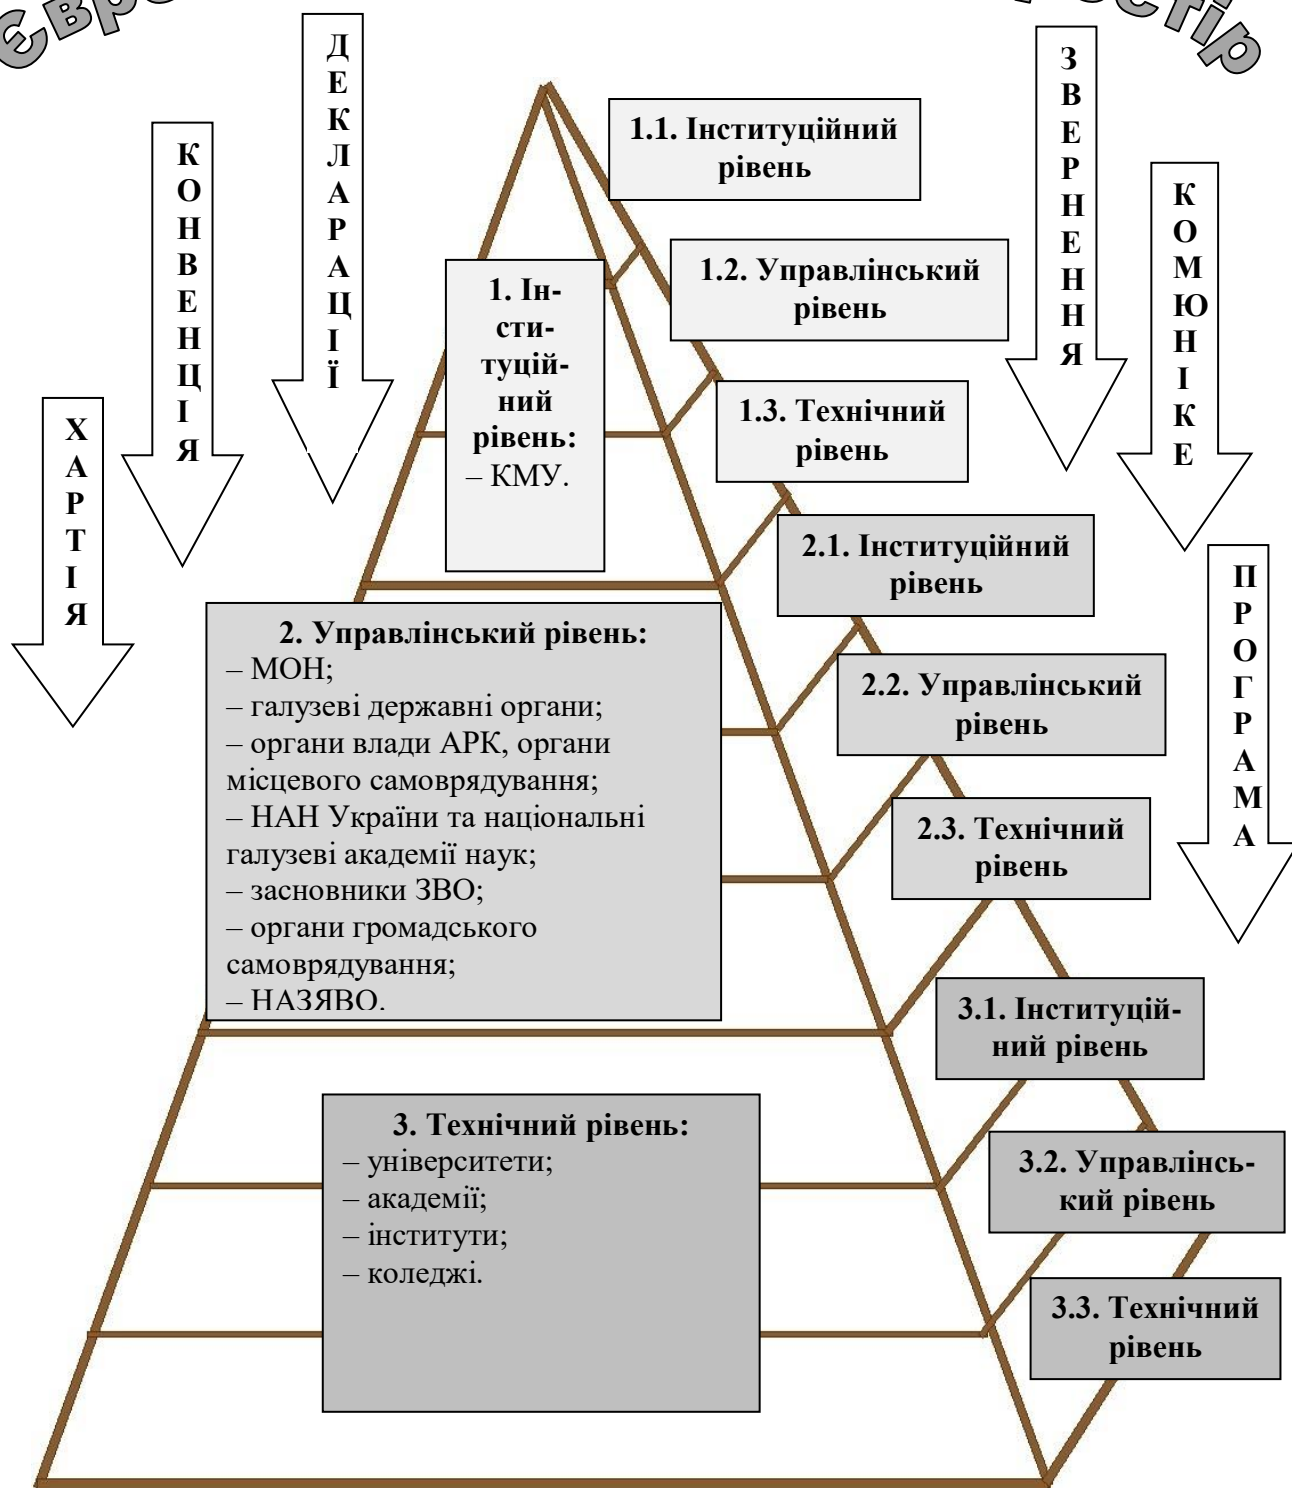 ДЕКЛАРАЦІЇ
ЗВЕРНЕННЯ
КОНВЕНЦІЯ
КОМЮНІКЕ
ХАРТІЯ
ПРОГРАМА
1.1. Інституційний
рівень
1.2. Управлінський
рівень
1. Ін-
сти-
туцій-
ний
рівень:
– КМУ.
1.3. Технічний
рівень
2.1. Інституційний
рівень
2. Управлінський рівень:
– МОН;
– галузеві державні органи;
– органи влади АРК, органи
місцевого самоврядування;
– НАН України та національні
галузеві академії наук;
– засновники ЗВО;
– органи громадського
самоврядування;
– НАЗЯВО.
2.2. Управлінський
рівень
2.3. Технічний
рівень
3.1. Інституцій-
ний рівень
3. Технічний рівень:
– університети;
– академії;
– інститути;
– коледжі.
3.2. Управлінсь-
кий рівень
3.3. Технічний
рівень